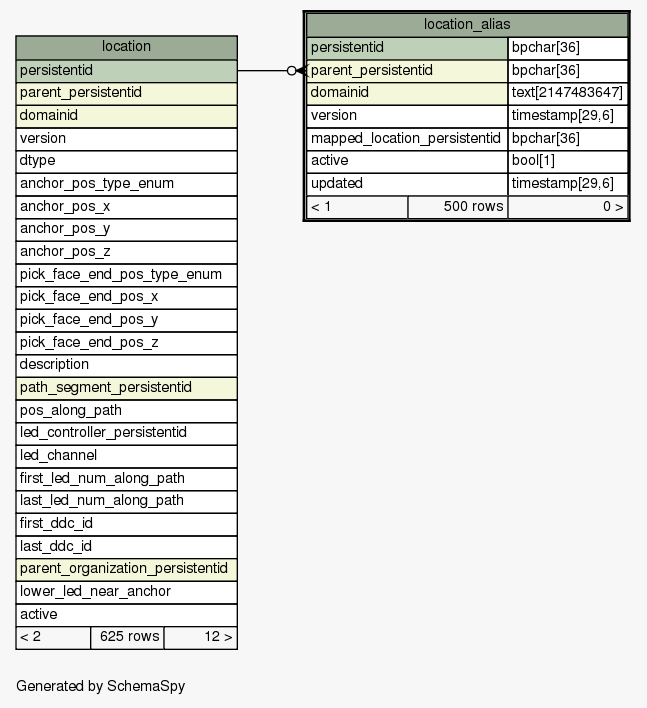 location
persistentid
parent_persistentid
domainid
version
dtype
anchor_pos_type_enum
anchor_pos_x
anchor_pos_y
anchor_pos_z
pick_face_end_pos_type_enum
pick_face_end_pos_x
pick_face_end_pos_y
pick_face_end_pos_z
description
path_segment_persistentid
pos_along_path
led_controller_persistentid
led_channel
first_led_num_along_path
last_led_num_along_path
first_ddc_id
last_ddc_id
parent_organization_persistentid
lower_led_near_anchor
active
< 2 625 rows 12 >
location_alias
persistentid bpchar[36]
parent_persistentid bpchar[36]
domainid text[2147483647]
version timestamp[29,6]
mapped_location_persistentid bpchar[36]
active bool[1]
updated timestamp[29,6]
< 1 500 rows 0 >
Generated by SchemaSpy